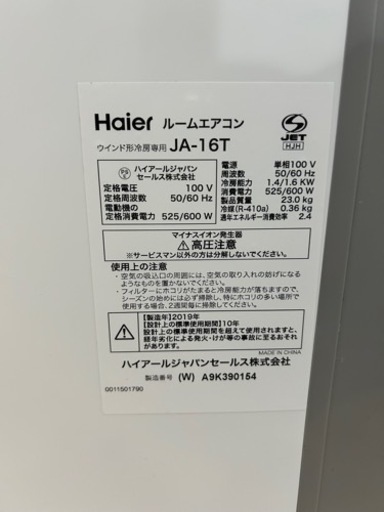 Haier ルームエアコン
ウインド形冷房専用 JA-16T
JET
HJH
PS
E
ハイアールジャパン
セールス株式会社
定格電圧 100 V
定格周波数 50/60 Hz
電動機の
定格消費電力 525/600 W
電源 単相100 V
周波数 50/60 Hz
冷房能力 1.4/1.6 KW
消費電力 525/600 W
製品質量 23.0 kg
冷媒(R-410a) 0.36 kg
通年エネルギー消費効率 2.4
マイナスイオン発生器
高圧注意
※サービスマン以外の方は分解しないでください。
使用上の注意
・空気の吸込口の周囲には、空気の取り入れの妨げになる
ようなものを置かないでください。
・フィルターにホコリがたまると冷房能力が落ちますので、
シーズンの始めには必ず掃除し、特にホコリの多い場所で
使用する場合は、2週間毎に掃除してください。
【製造年】2019年
【設計上の標準使用期間】10年
設計上の標準使用期間を超えて使用されますと、
経年劣化による発火・けが等の事故に至るおそれ
があります。
MADE IN CHINA
ハイアールジャパンセールス株式会社
製造番号 (W) A9K390154
0011501790